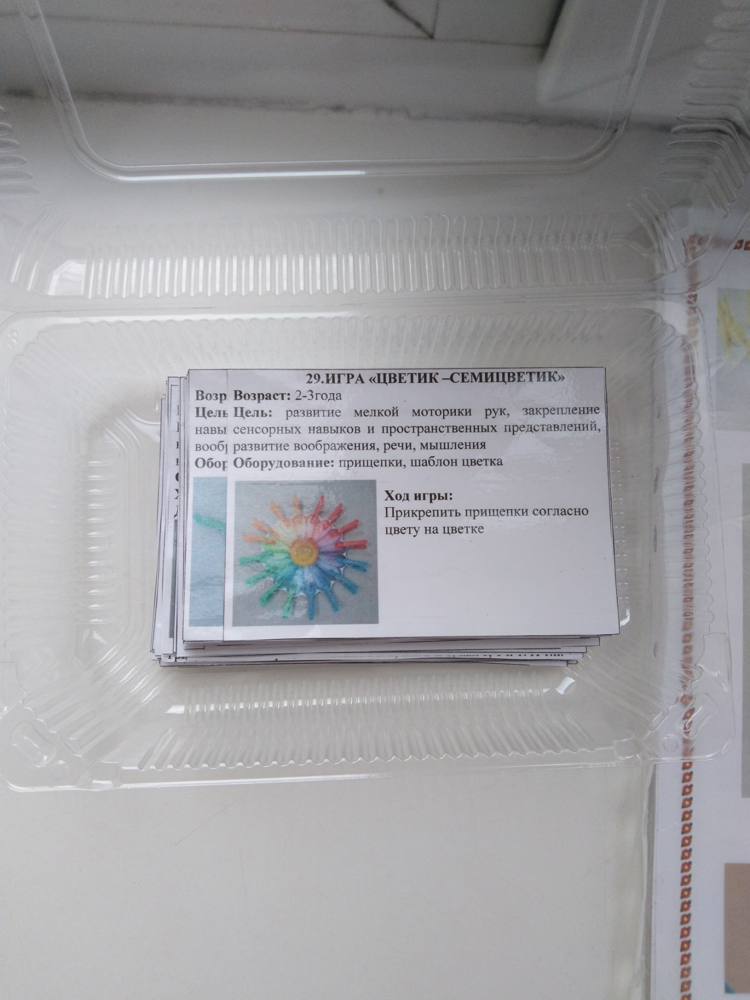 29.ИГРА «ЦВЕТИК –СЕМИЦВЕТИК»
Возраст: 2-3года
Цель: развитие мелкой моторики рук, закрепление
сенсорных навыков и пространственных представлений,
развитие воображения, речи, мышления
Оборудование: прищепки, шаблон цветка
Ход игры:
Прикрепить прищепки согласно
цвету на цветке
Возр
Цель
навы
вооб
Обор